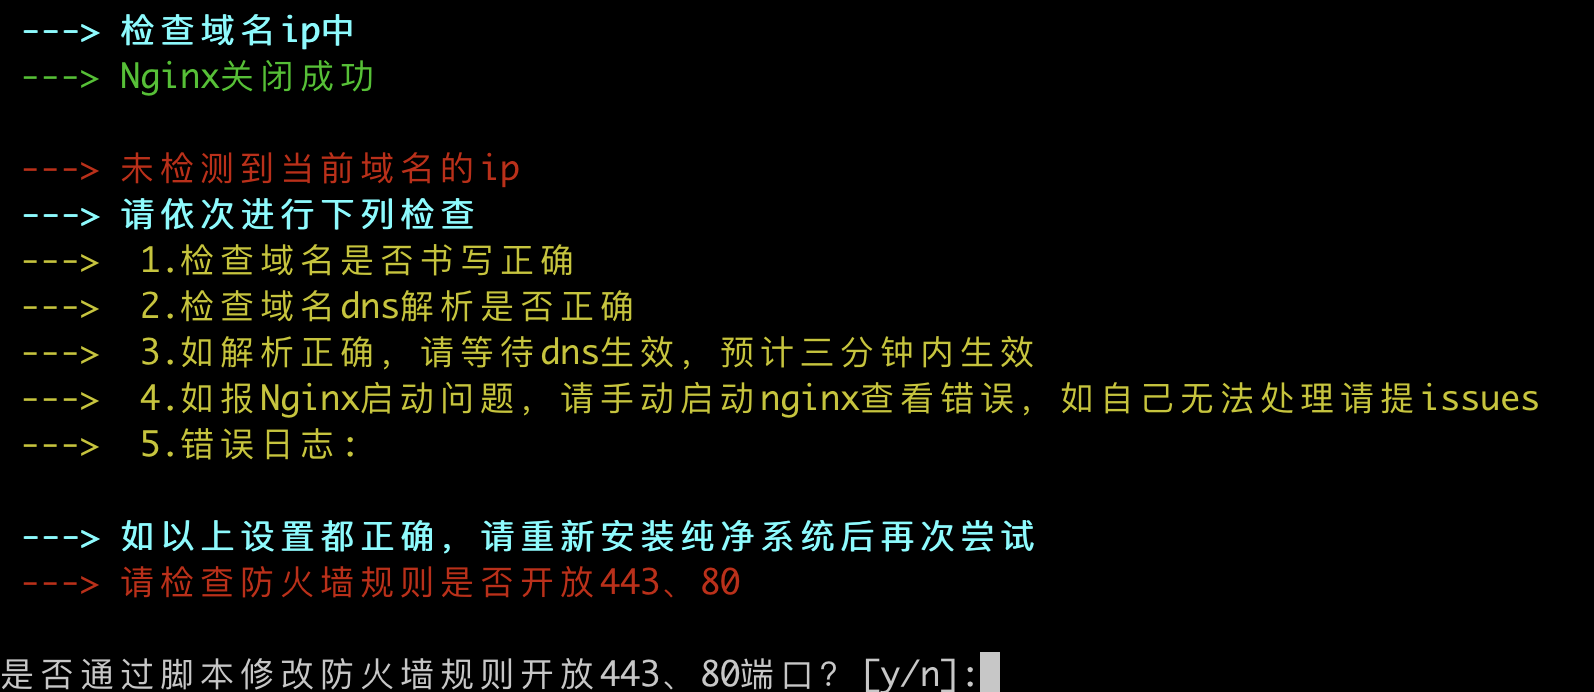 ---> 检查域名ip中
---> Nginx关闭成功
---> 未检测到当前域名的ip
---> 请依次进行下列检查
---> 1.检查域名是否书写正确
---> 2.检查域名dns解析是否正确
---> 3.如解析正确，请等待dns生效，预计三分钟内生效
---> 4.如报Nginx启动问题，请手动启动nginx查看错误，如自己无法处理请提issues
---> 5.错误日志:
---> 如以上设置都正确，请重新安装纯净系统后再次尝试
---> 请检查防火墙规则是否开放443、80
是否通过脚本修改防火墙规则开放443、80端口？[y/n]: